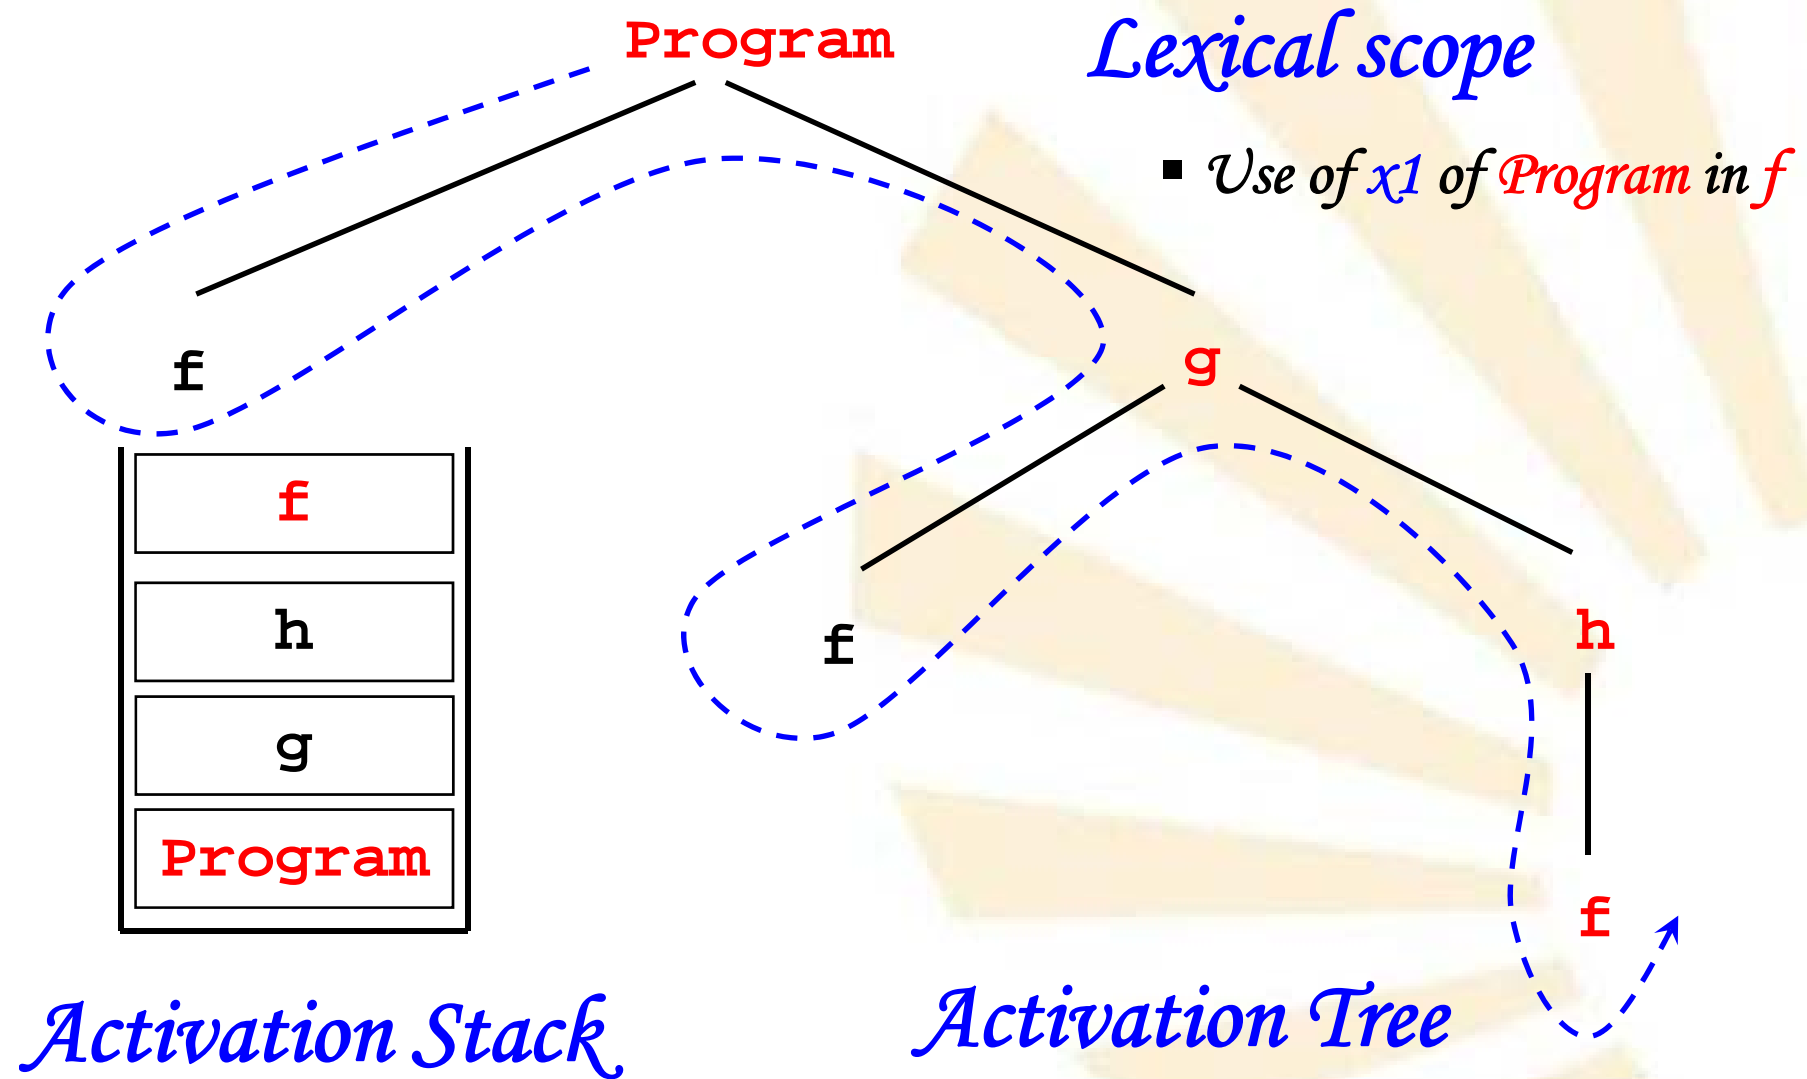 Program
Lexical scope
▪ Use of x1 of Program in f
f
g
f
h
g
Program
f
h
f
Activation Stack
Activation Tree